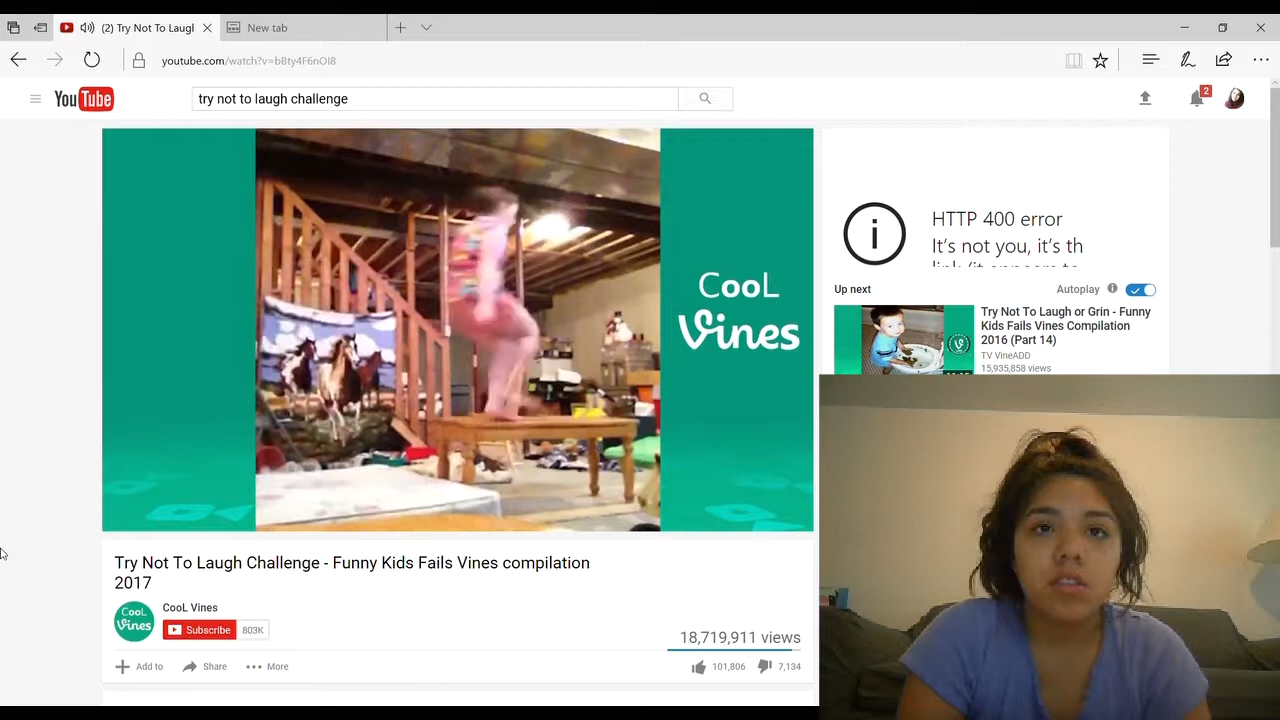 (2) Try Not To Laugl
New tab
youtube.com/watch?v=bBty4F6nOI8
YouTube
try not to laugh challenge
2
CooL
Vines
HTTP 400 error
It's not you, it's th
Up next
Autoplay
Try Not To Laugh or Grin - Funny
Kids Fails Vines Compilation
2016 (Part 14)
TV VineADD
15,935,858 views
Try Not To Laugh Challenge - Funny Kids Fails Vines compilation
2017
CooL
Vines
CooL Vines
Subscribe
803K
18,719,911 views
Add to
Share
More
101,806
7,134